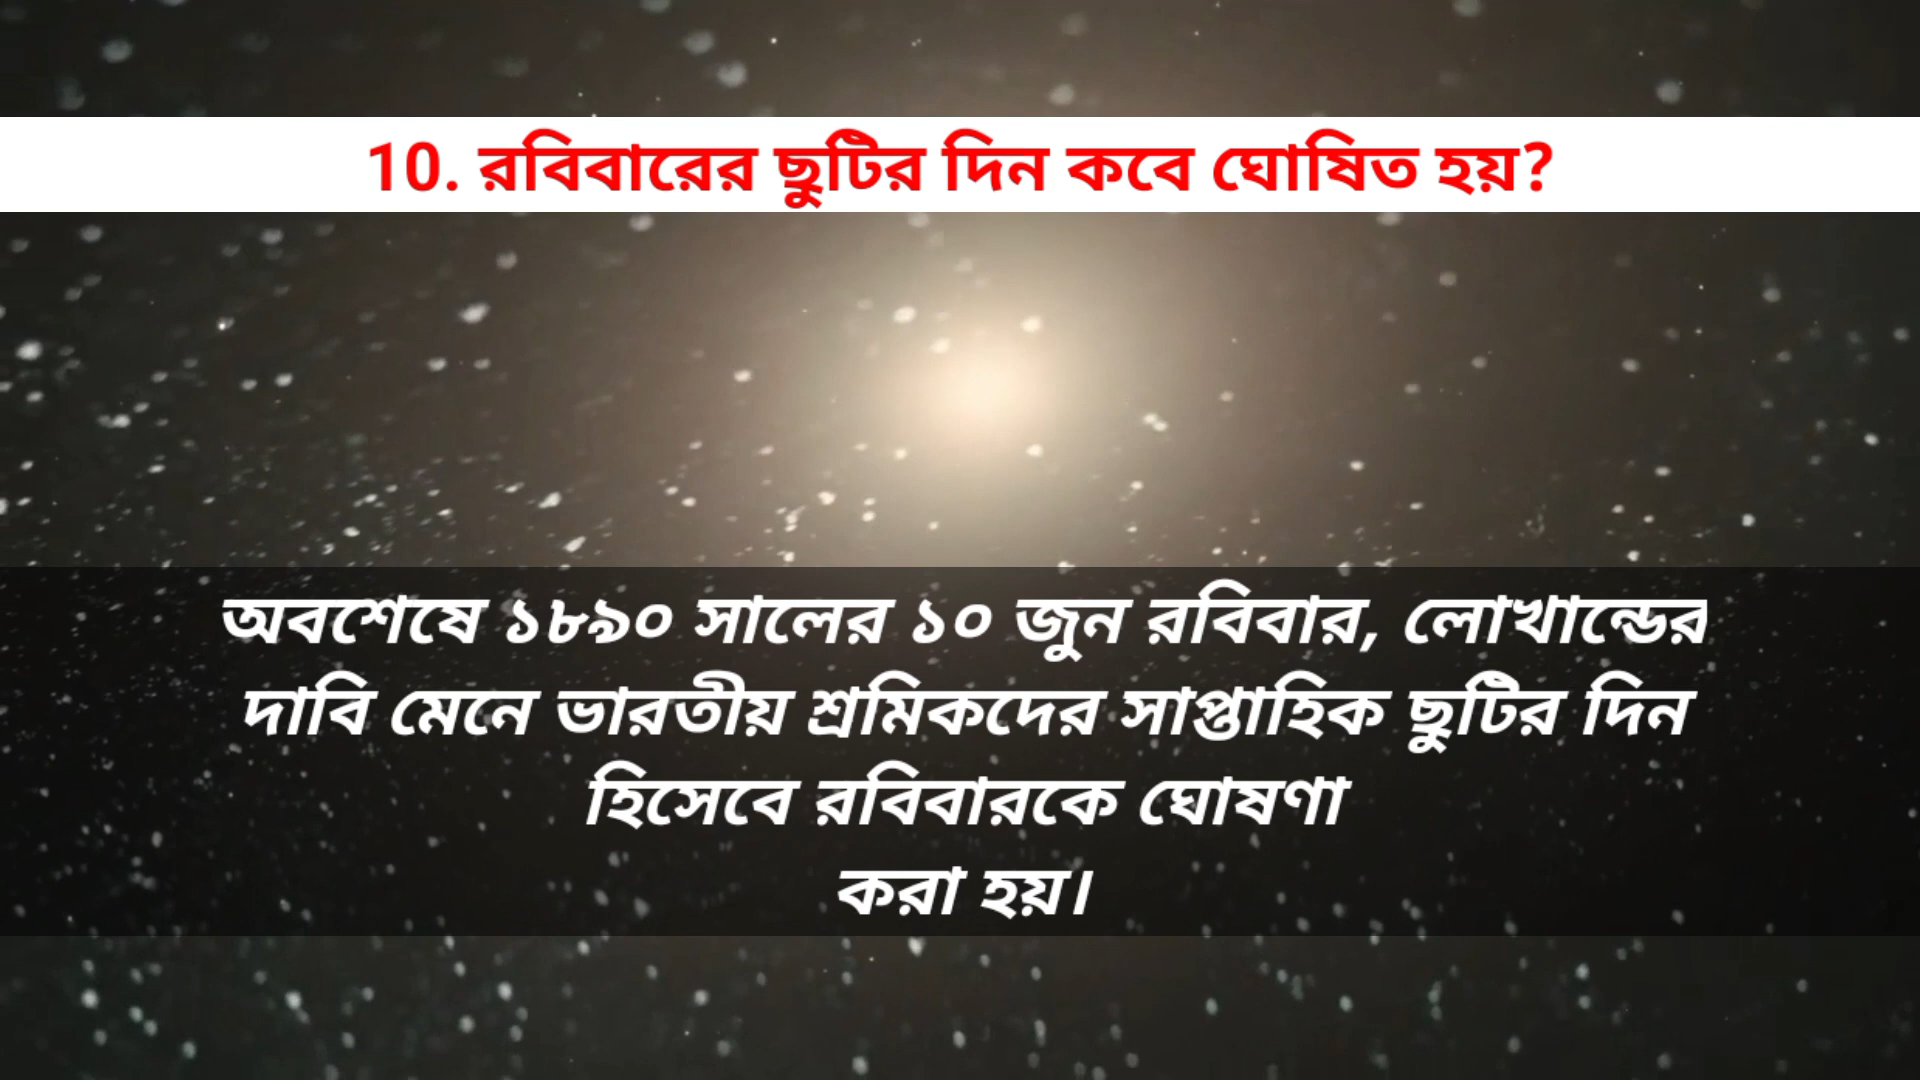 10. রবিবারের ছুটির দিন কবে ঘোষিত হয়?
অবশেষে ১৮৯০ সালের ১০ জুন রবিবার, লোখান্ডের
দাবি মেনে ভারতীয় শ্রমিকদের সাপ্তাহিক ছুটির দিন
হিসেবে রবিবারকে ঘোষণা
করা হয়।